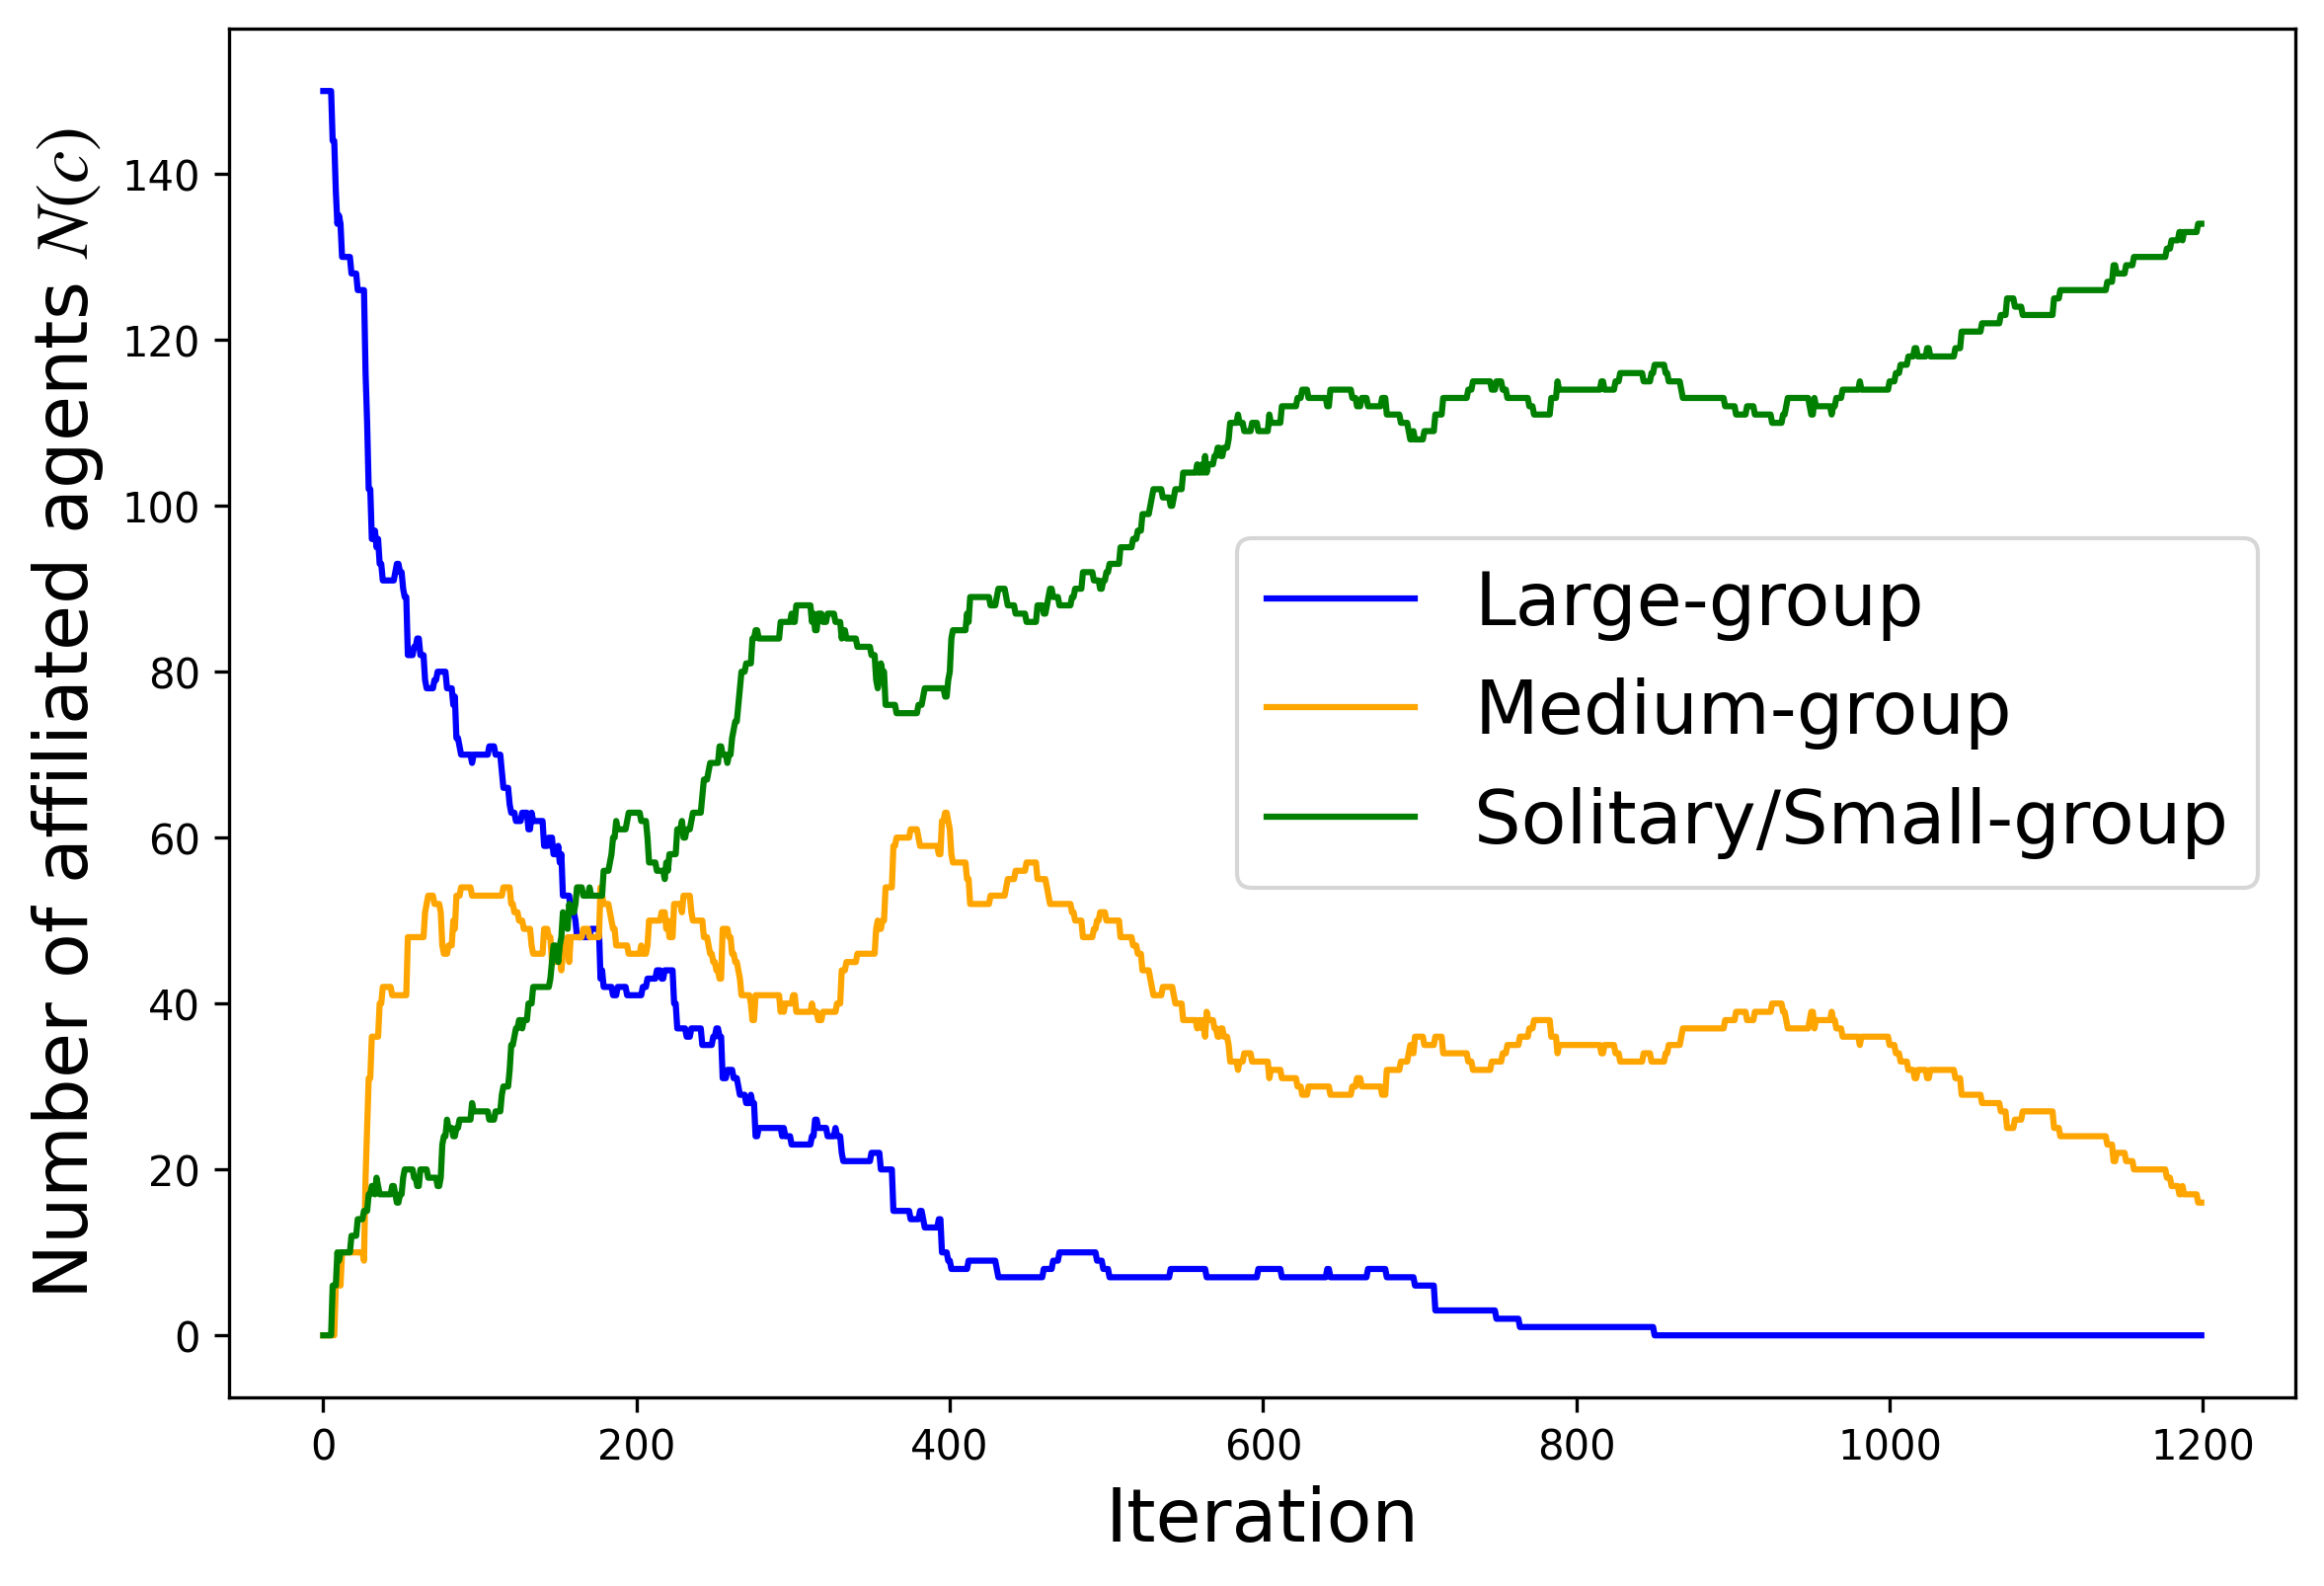 Number of affiliated agents N(c)
140
120
100
80
60
40
20
0
0 200 400 600 800 1000 1200
Iteration
Large-group
Medium-group
Solitary/Small-group